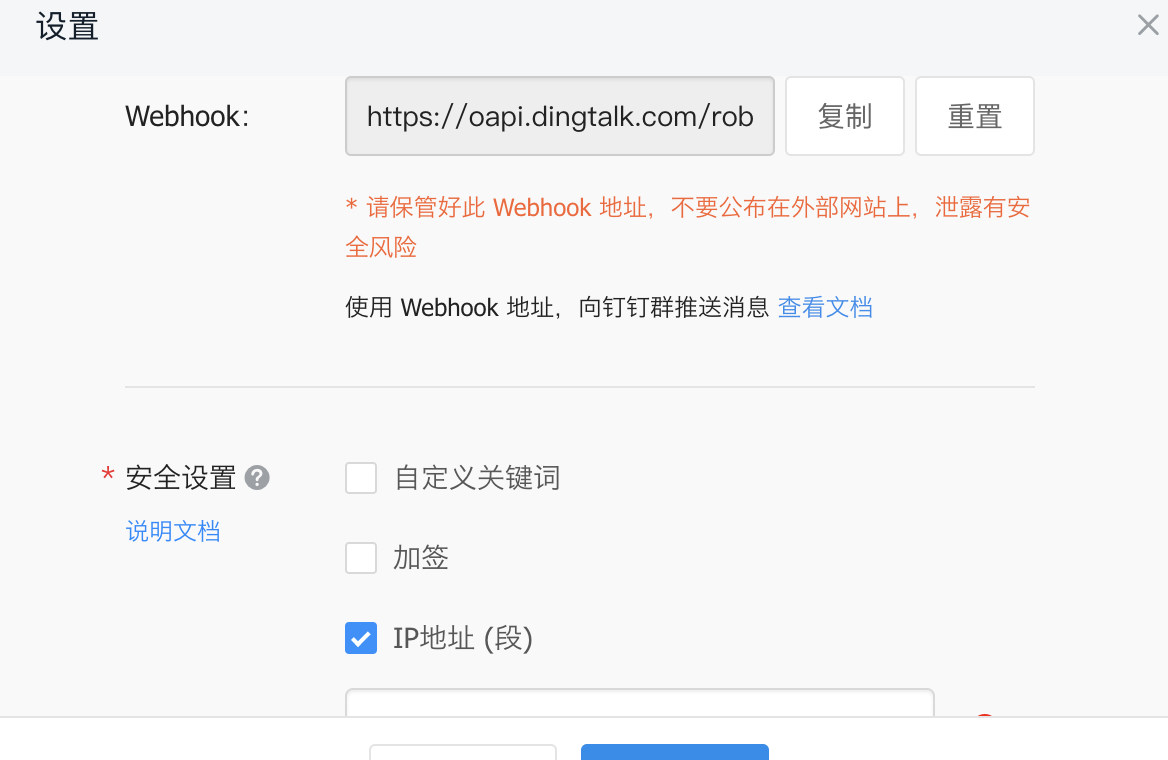 设置
Webhook:
https://oapi.dingtalk.com/rob
复制
重置
* 请保管好此 Webhook 地址，不要公布在外部网站上，泄露有安
全风险
使用 Webhook 地址，向钉钉群推送消息 查看文档
* 安全设置 ?
自定义关键词
说明文档
加签
IP地址 (段)